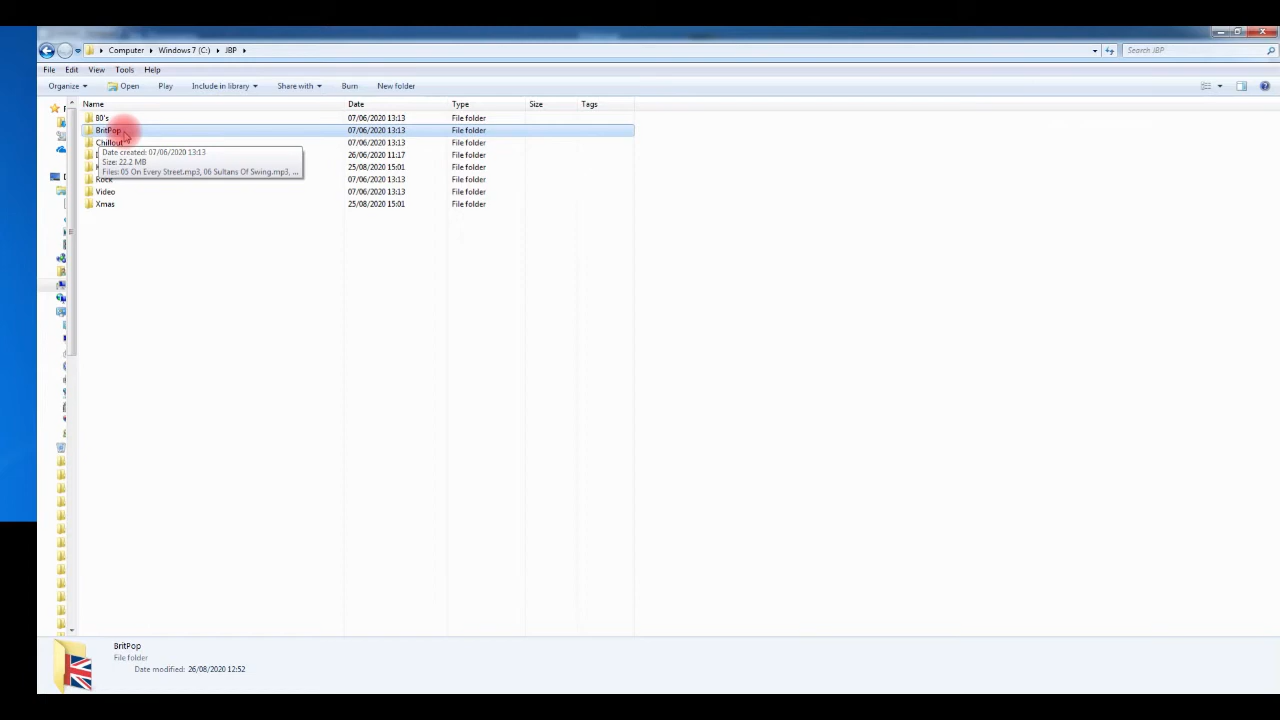 Computer Windows 7 (C:) JBP Search JBP
File Edit View Tools Help
Organize Open Play Include in library Share with Burn New folder
Name Date Type Size Tags
80's 07/06/2020 13:13 File folder
BritPop 07/06/2020 13:13 File folder
Chillout 07/06/2020 13:13 File folder
Date created: 07/06/2020 13:13
26/06/2020 11:17 File folder
Size: 22.2 MB
25/08/2020 15:01 File folder
Files: 05 On Every Street.mp3, 06 Sultans Of Swing.mp3, ...
Rock 07/06/2020 13:13 File folder
Video 07/06/2020 13:13 File folder
Xmas 25/08/2020 15:01 File folder
BritPop
File folder
Date modified: 26/08/2020 12:52